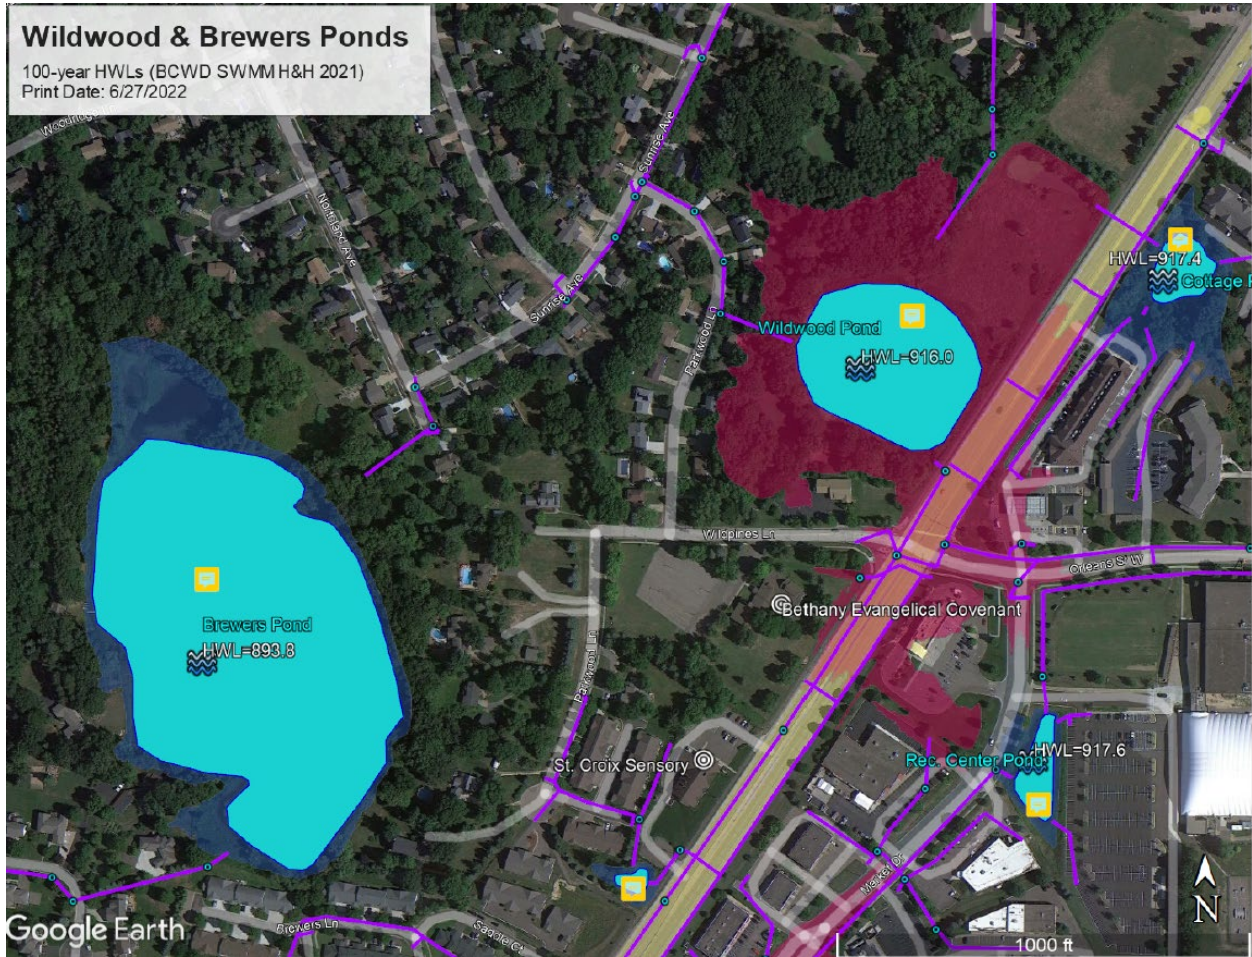 Wildwood & Brewers Ponds
100-year HWLs (BCWD SWMM H&H 2021)
Print Date: 6/27/2022
Sunrise Ave
Northland Ave
HWL=917.4
Cottage
Sunrise Ave
Wildwood Pond
Parkwood Ln
HWL=916.0
Wildpines Ln
Orleans St W
Bethany Evangelical Covenant
Brewers Pond
HWL=893.8
Parkwood Ln
St. Croix Sensory
HWL=917.6
Rec. Center Pond
Market Dr
N
Google Earth
Brewers Ln
Saddle Ct
1000 ft